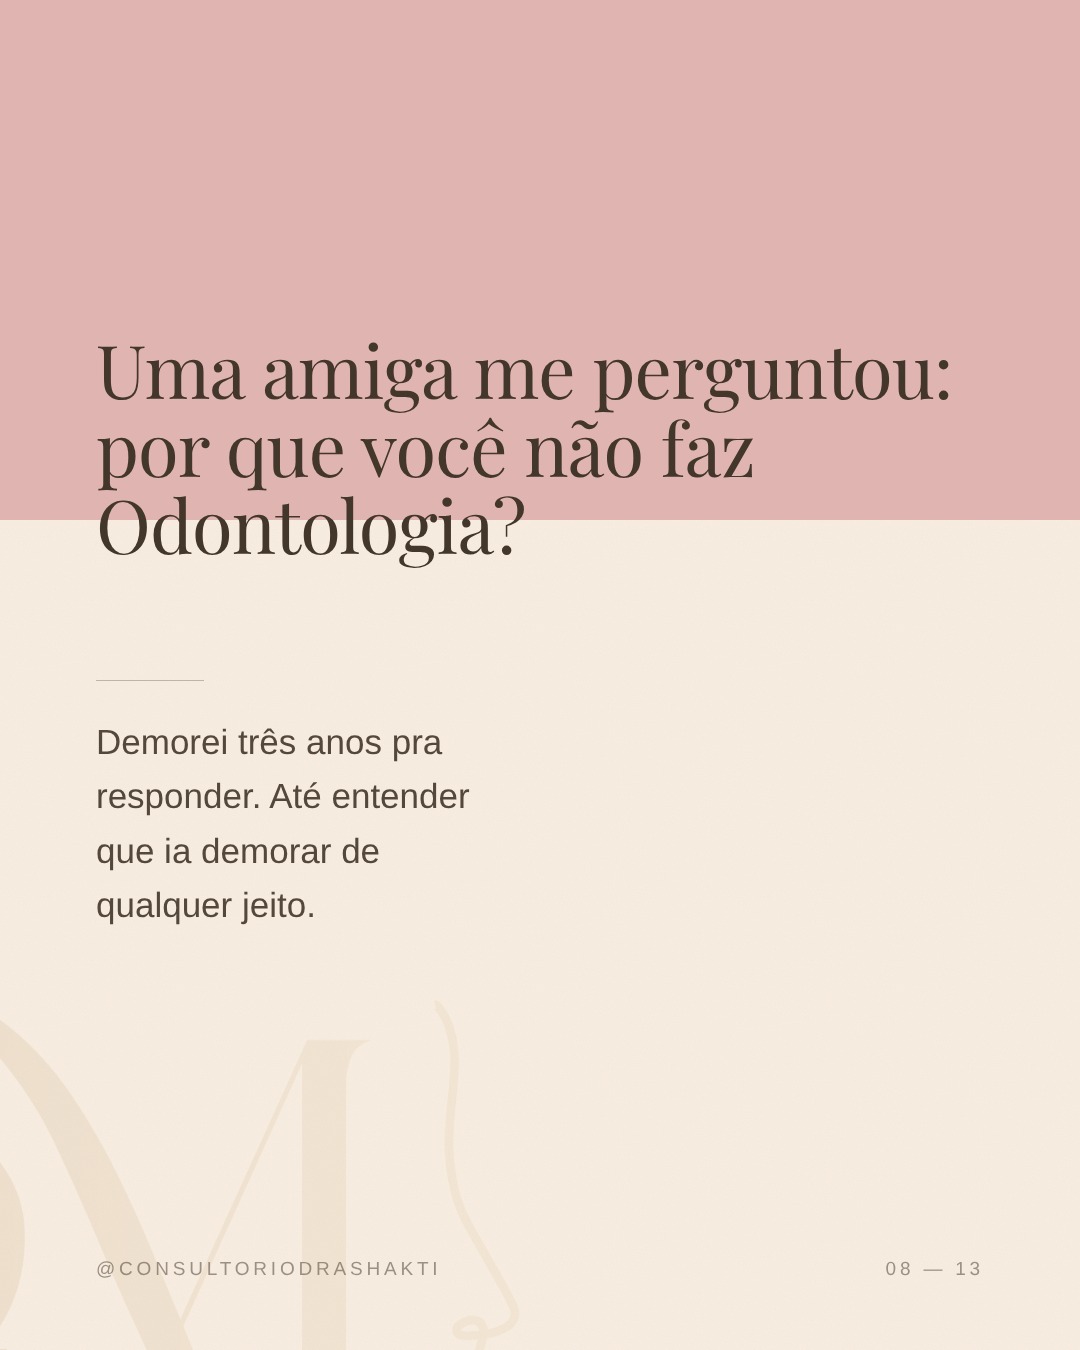 Uma amiga me perguntou:
por que você não faz
Odontologia?
Demorei três anos pra
responder. Até entender
que ia demorar de
qualquer jeito.
@CONSULTORIODRASHAKTI
08 — 13